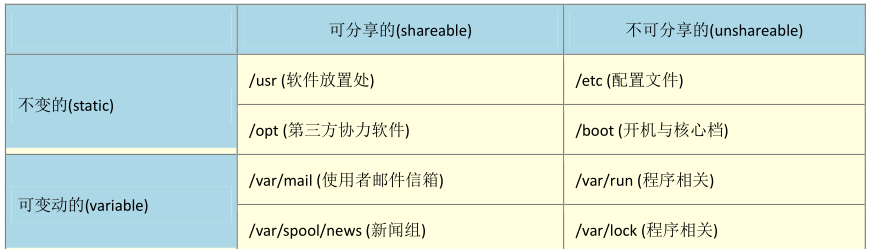 可分享的(shareable) 不可分享的(unshareable)
不变的(static) /usr (软件放置处) /etc (配置文件)
/opt (第三方协力软件) /boot (开机与核心档)
可变动的(variable) /var/mail (使用者邮件信箱) /var/run (程序相关)
/var/spool/news (新闻组) /var/lock (程序相关)